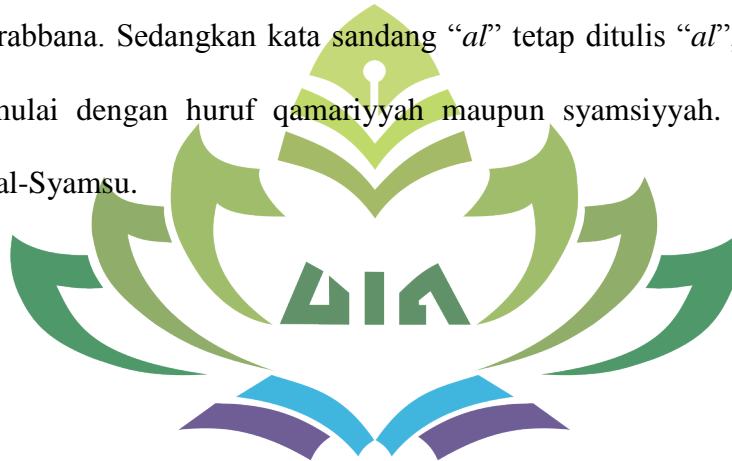 rabbana. Sedangkan kata sandang “al” tetap ditulis “al”,
mulai dengan huruf qamariyyah maupun syamsiyyah.
al-Syamsu.
UIN